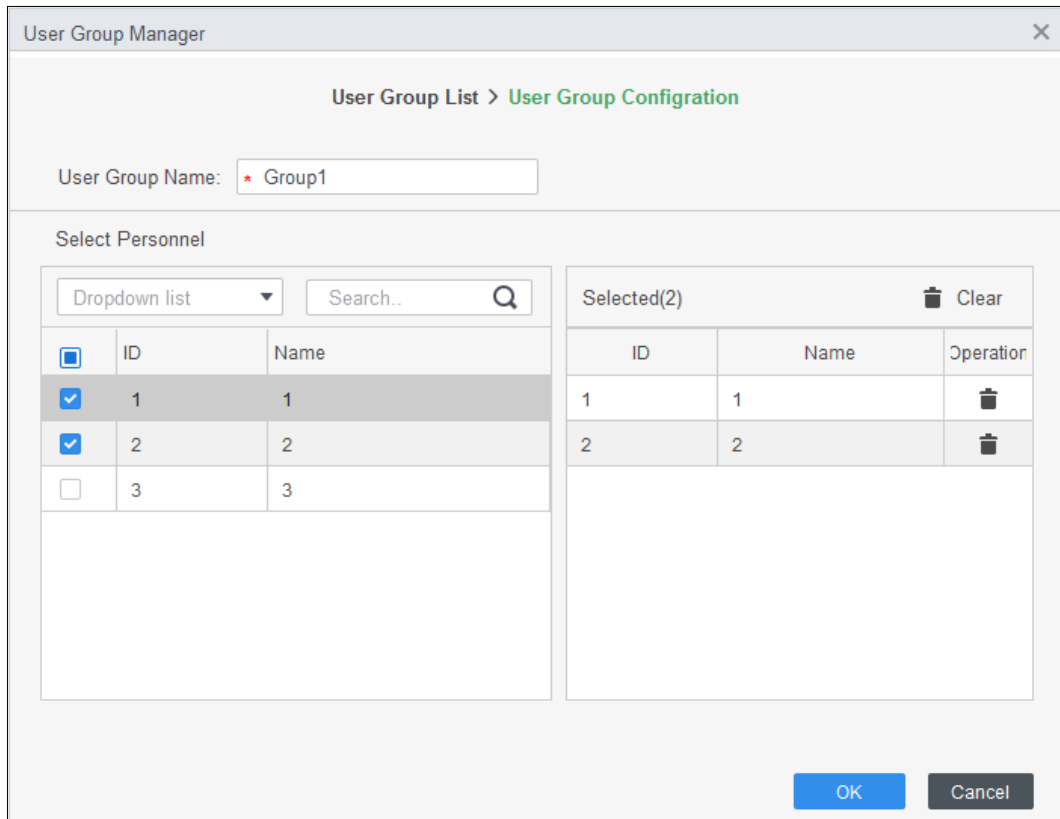 User Group Manager
User Group List > User Group Configration
User Group Name: * Group1
Select Personnel
Dropdown list Search..
Selected(2) Clear
ID Name
ID Name Operation
1 1
1 1
2 2
2 2
3 3
OK Cancel